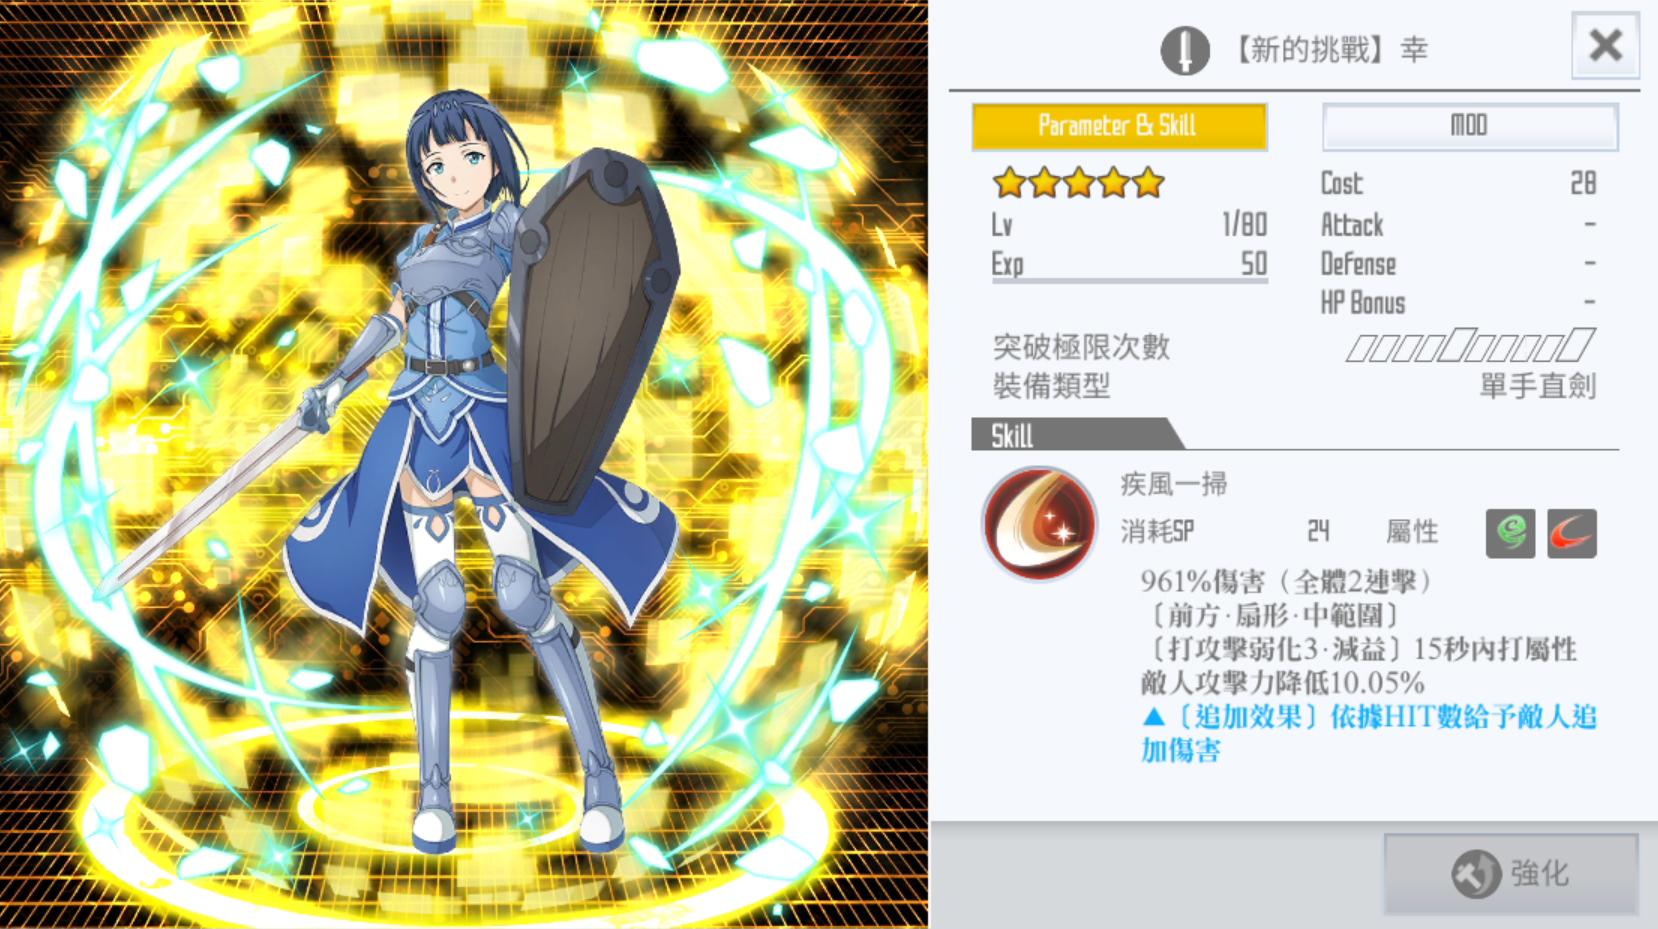 【新的挑戰】幸
Parameter & Skill
MOD
Cost 28
Lv 1/80
Attack -
Exp 50
Defense -
HP Bonus -
突破極限次數
裝備類型 單手直劍
Skill
疾風一掃
消耗SP 24 屬性
961%傷害（全體2連擊）
〔前方·扇形·中範圍〕
〔打攻擊弱化3·減益〕15秒內打屬性
敵人攻擊力降低10.05%
▲〔追加效果〕依據HIT數給予敵人追
加傷害
強化